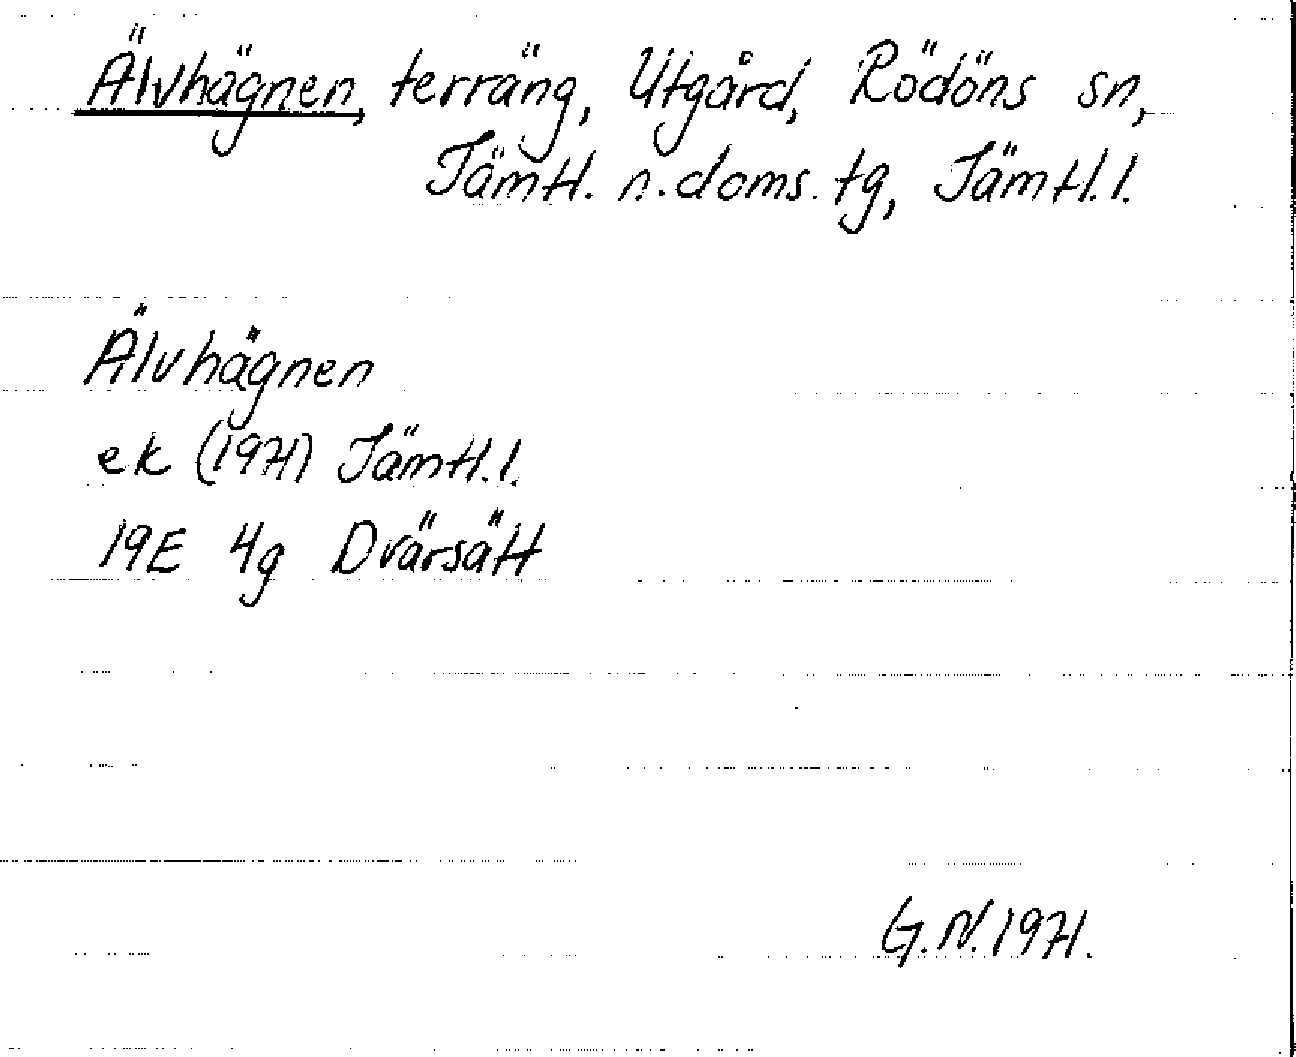 Älvhägnen, terräng, Utgård, Rödöns sn,
Jämtl. n. doms. tg, Jämtl. l.
Älvhägnen
ek (1971) Jämtl. l.
19E 4g Dvärsätt
G.N. 1971.